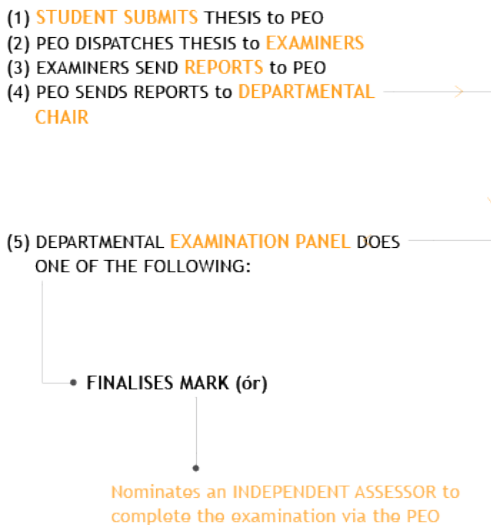 (1) STUDENT SUBMITS THESIS to PEO
(2) PEO DISPATCHES THESIS to EXAMINERS
(3) EXAMINERS SEND REPORTS to PEO
(4) PEO SENDS REPORTS to DEPARTMENTAL
CHAIR
(5) DEPARTMENTAL EXAMINATION PANEL DOES
ONE OF THE FOLLOWING:
FINALISES MARK (ór)
Nominates an INDEPENDENT ASSESSOR to
complete the examination via the PEO